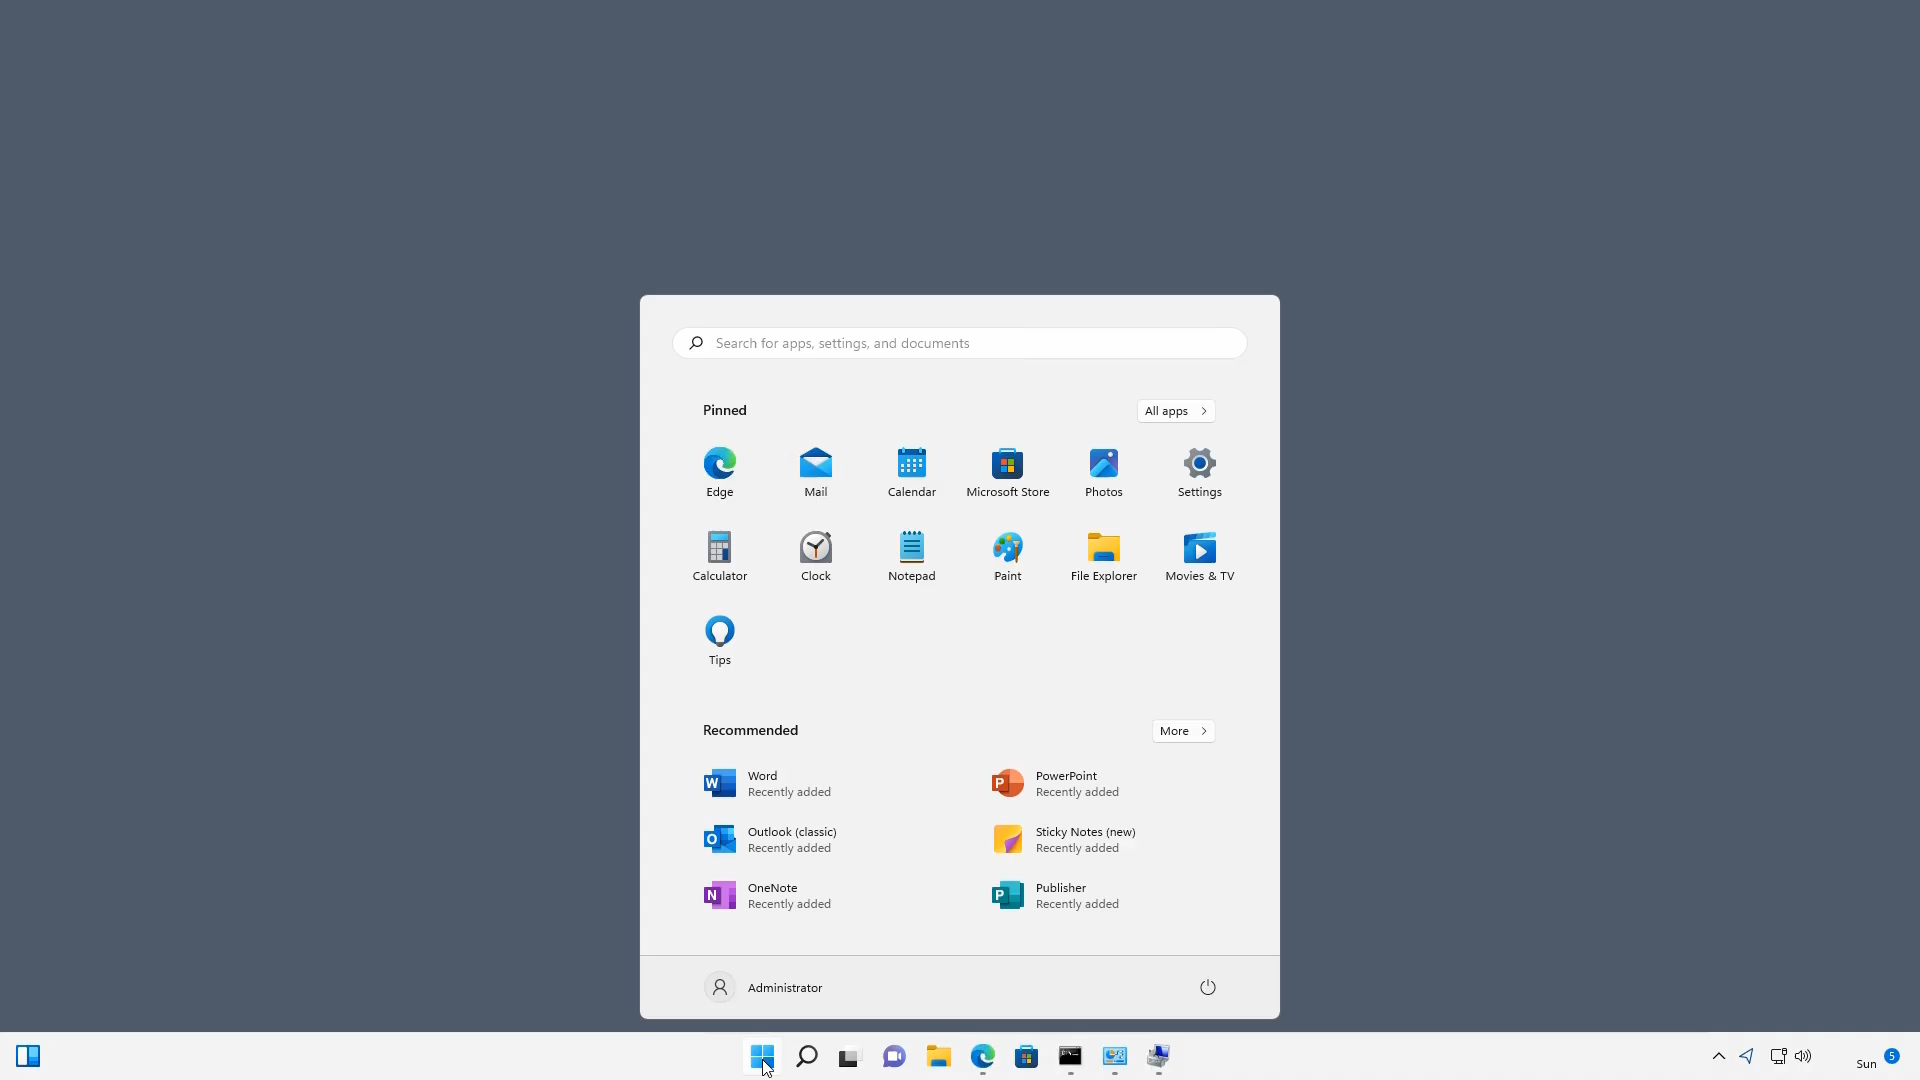 Search for apps, settings, and documents
Pinned
All apps
Edge
Mail
Calendar
Microsoft Store
Photos
Settings
Calculator
Clock
Notepad
Paint
File Explorer
Movies & TV
Tips
Recommended
More
Word
Recently added
PowerPoint
Recently added
Outlook (classic)
Recently added
Sticky Notes (new)
Recently added
OneNote
Recently added
Publisher
Recently added
Administrator
Sun
5